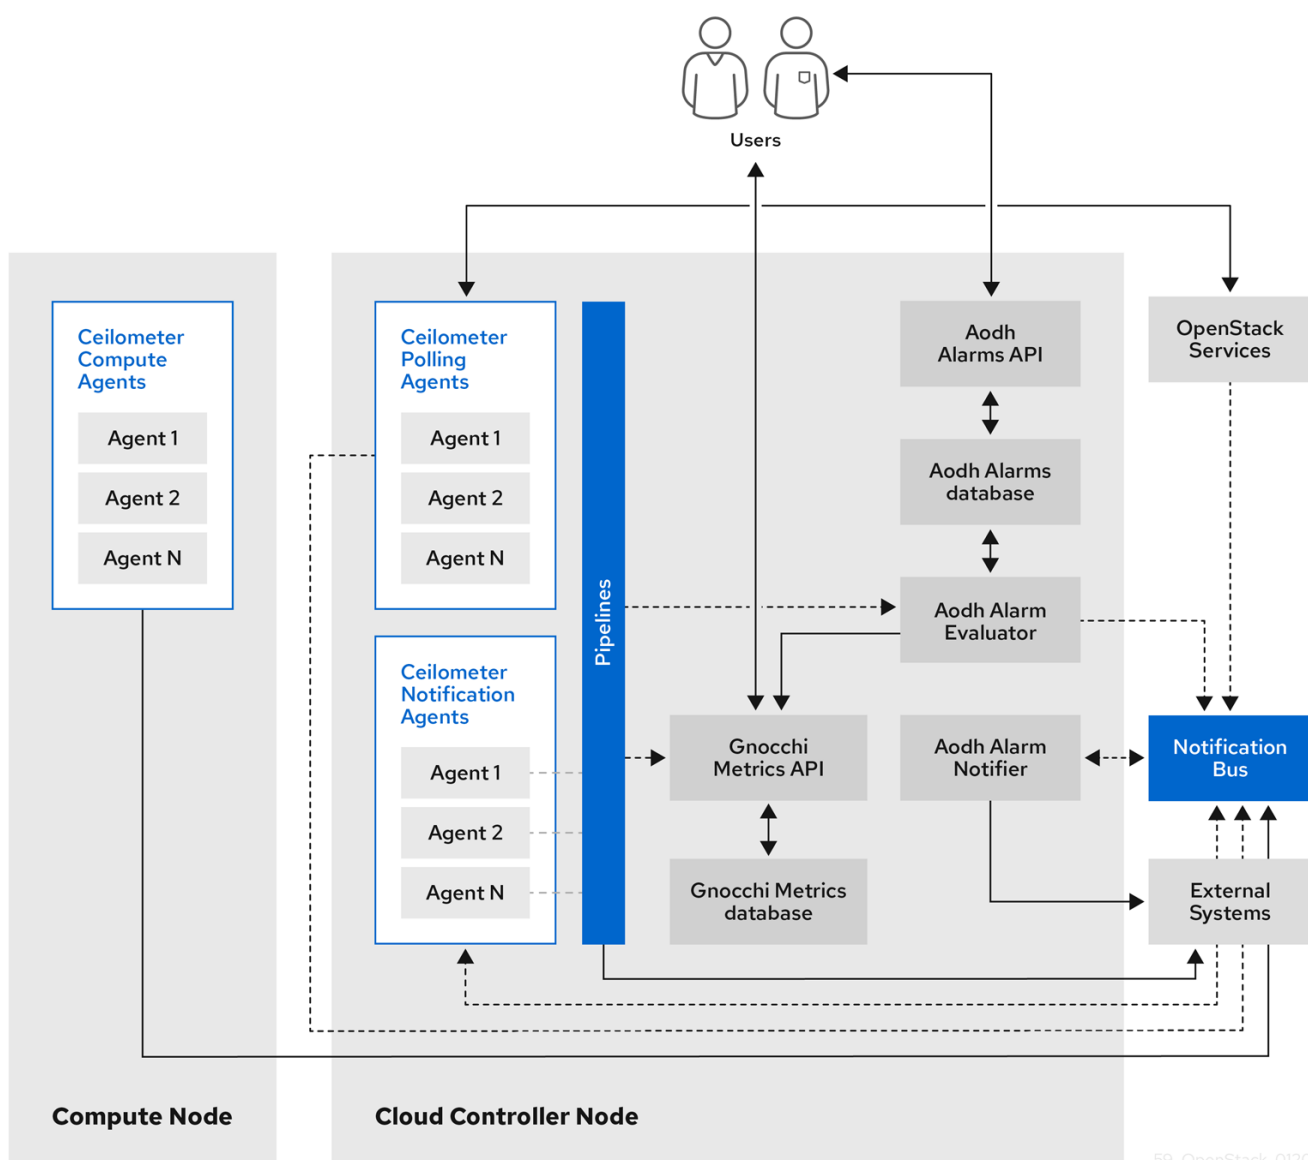 Users
Ceilometer
Compute
Agents
Agent 1
Agent 2
Agent N
Compute Node
Ceilometer
Polling
Agents
Agent 1
Agent 2
Agent N
Ceilometer
Notification
Agents
Agent 1
Agent 2
Agent N
Pipelines
Aodh
Alarms API
Aodh Alarms
database
Aodh Alarm
Evaluator
Gnocchi
Metrics API
Aodh Alarm
Notifier
Gnocchi Metrics
database
Cloud Controller Node
OpenStack
Services
Notification
Bus
External
Systems